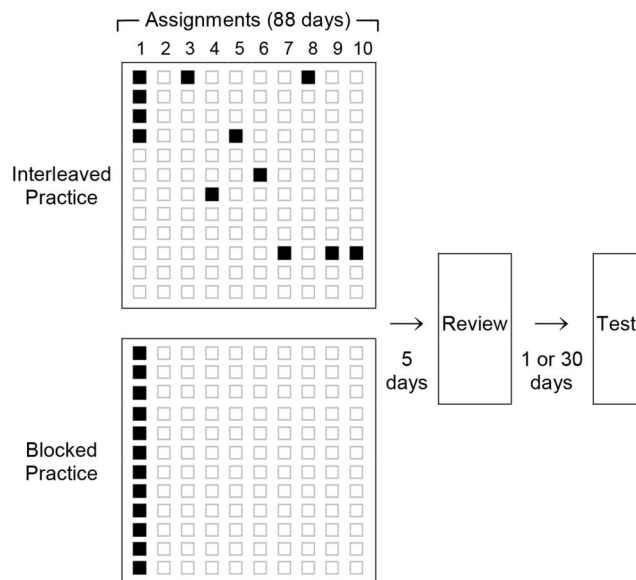 Assignments (88 days)
1 2 3 4 5 6 7 8 9 10
Interleaved
Practice
Blocked
Practice
5
days
Review
1 or 30
days
Test